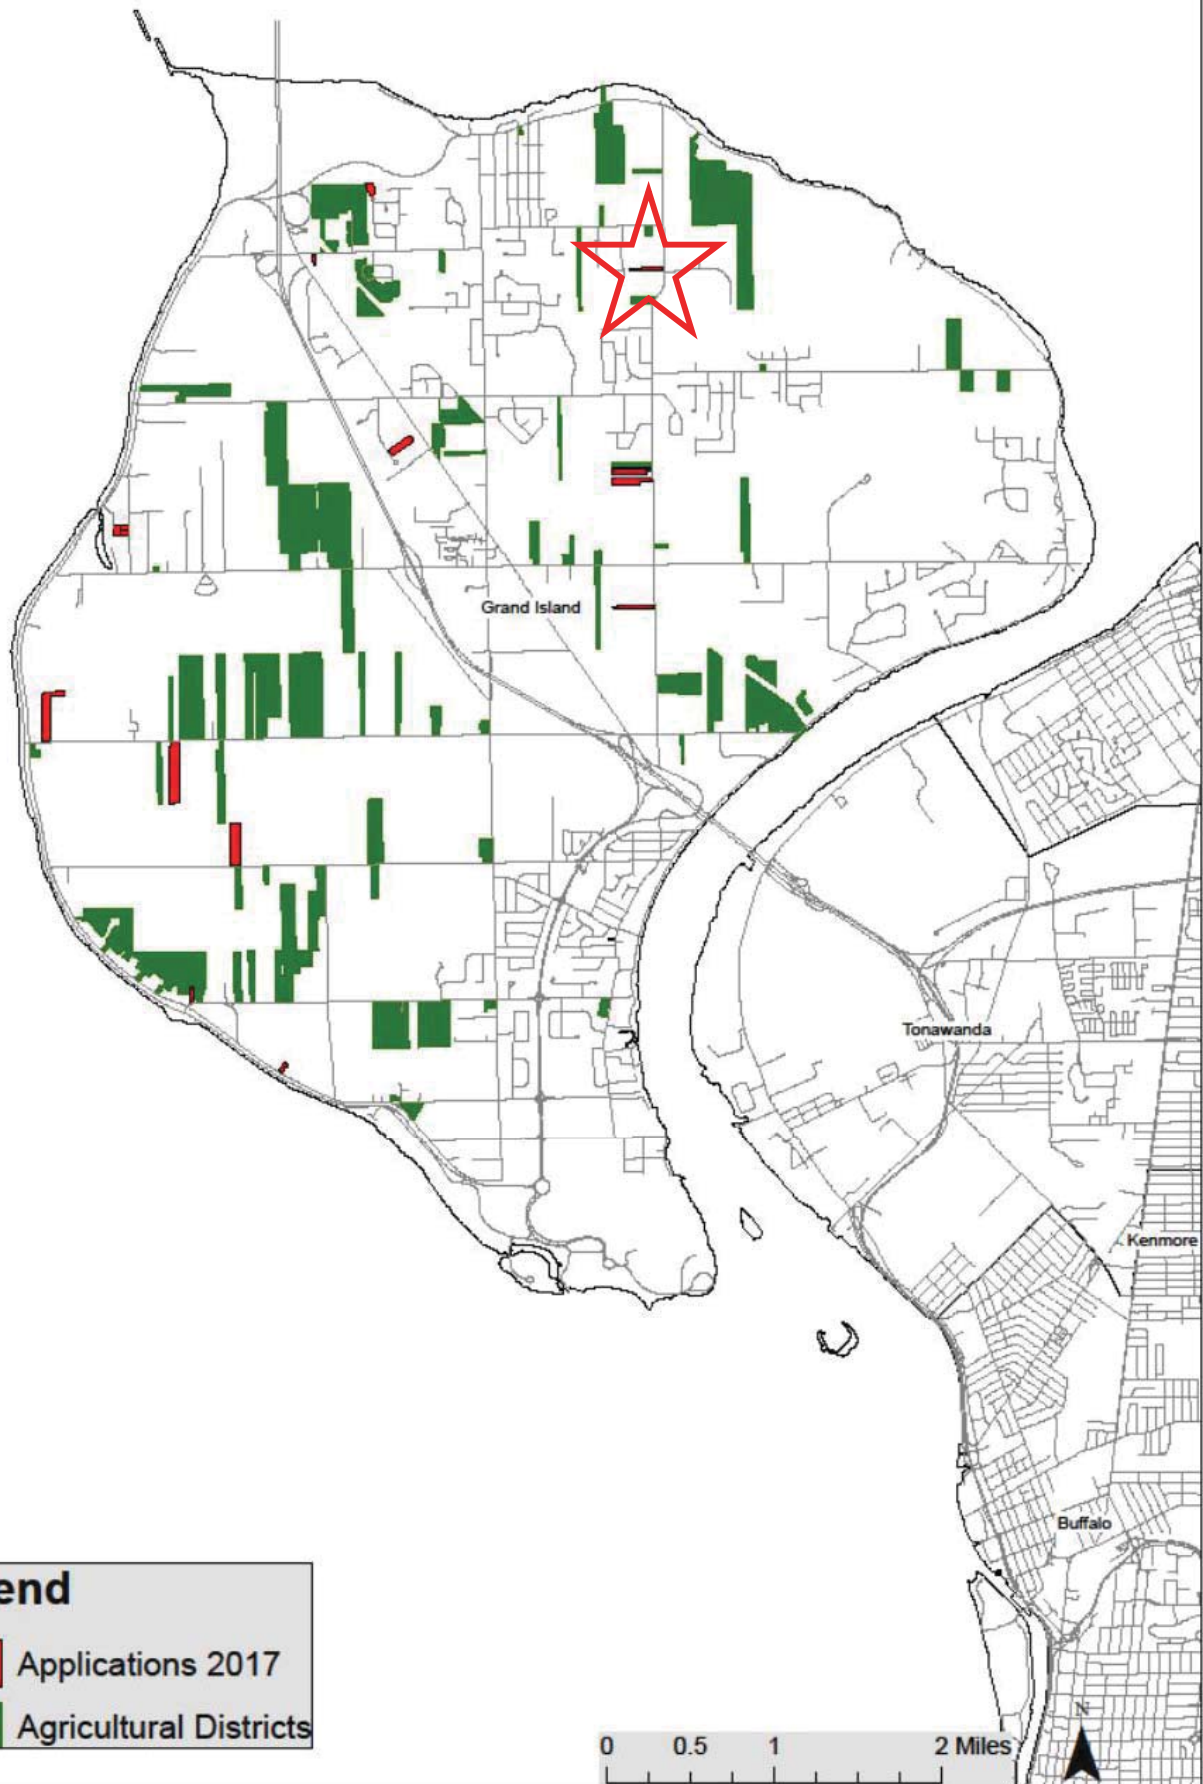 Grand Island
Tonawanda
Kenmore
Buffalo
end
Applications 2017
Agricultural Districts
0 0.5 1 2 Miles
N